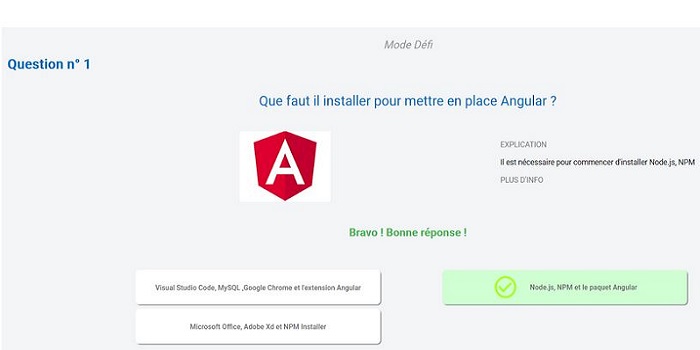 Mode Défi
Question n° 1
Que faut il installer pour mettre en place Angular ?
A
EXPLICATION
Il est nécessaire pour commencer d'installer Node.js, NPM
PLUS D'INFO
Bravo ! Bonne réponse !
Visual Studio Code, MySQL ,Google Chrome et l'extension Angular
Node.js, NPM et le paquet Angular
Microsoft Office, Adobe Xd et NPM Installer